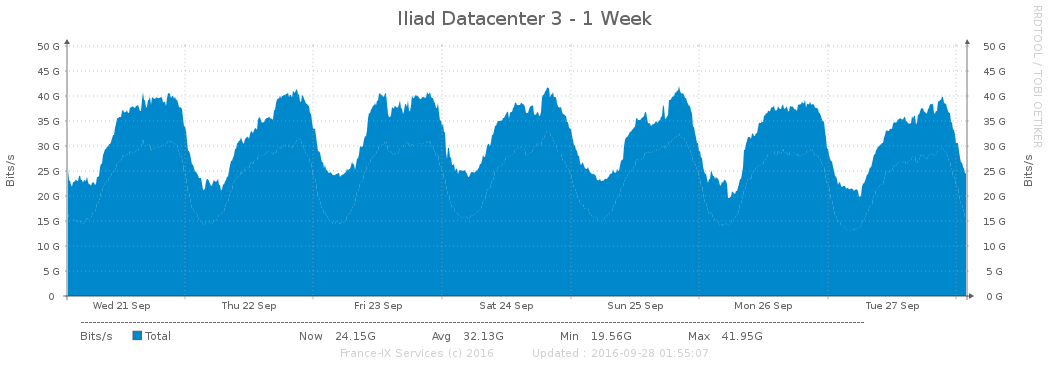 Iliad Datacenter 3 - 1 Week
RRDTOOL / TOBI OETIKER
Bits/s
50 G 50 G
45 G 45 G
40 G 40 G
35 G 35 G
30 G 30 G
25 G 25 G
20 G 20 G
15 G 15 G
10 G 10 G
5 G 5 G
0 0 G
Bits/s
Wed 21 Sep Thu 22 Sep Fri 23 Sep Sat 24 Sep Sun 25 Sep Mon 26 Sep Tue 27 Sep
Bits/s Total Now 24.15G Avg 32.13G Min 19.56G Max 41.95G
France-IX Services (c) 2016 Updated : 2016-09-28 01:55:07